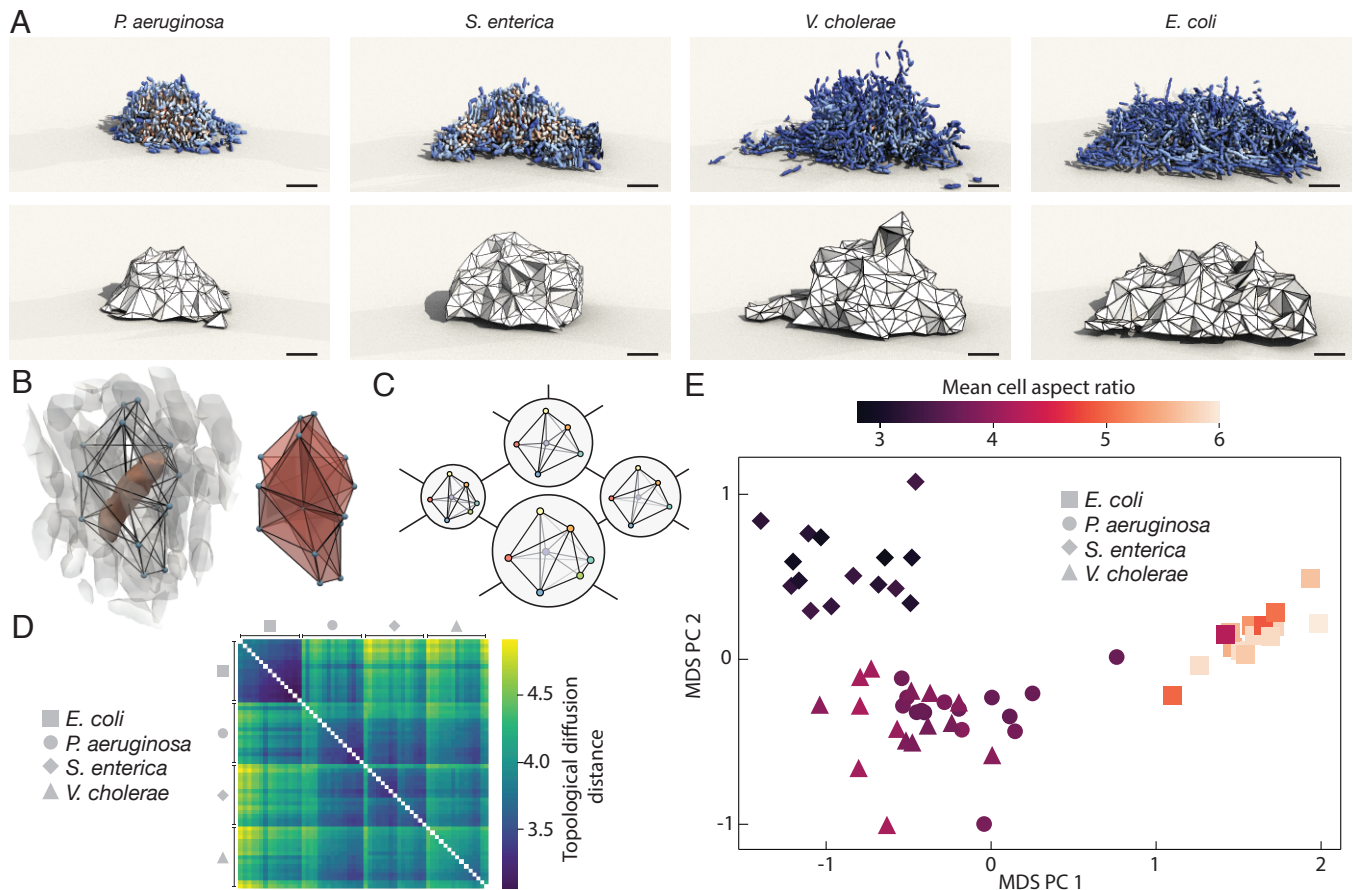 A
P. aeruginosa
S. enterica
V. cholerae
E. coli
B
C
D
E. coli
P. aeruginosa
S. enterica
V. cholerae
4.5
4.0
3.5
Topological diffusion
distance
E
Mean cell aspect ratio
3
4
5
6
E. coli
P. aeruginosa
S. enterica
V. cholerae
MDS PC 2
1
0
-1
-1
0
1
2
MDS PC 1